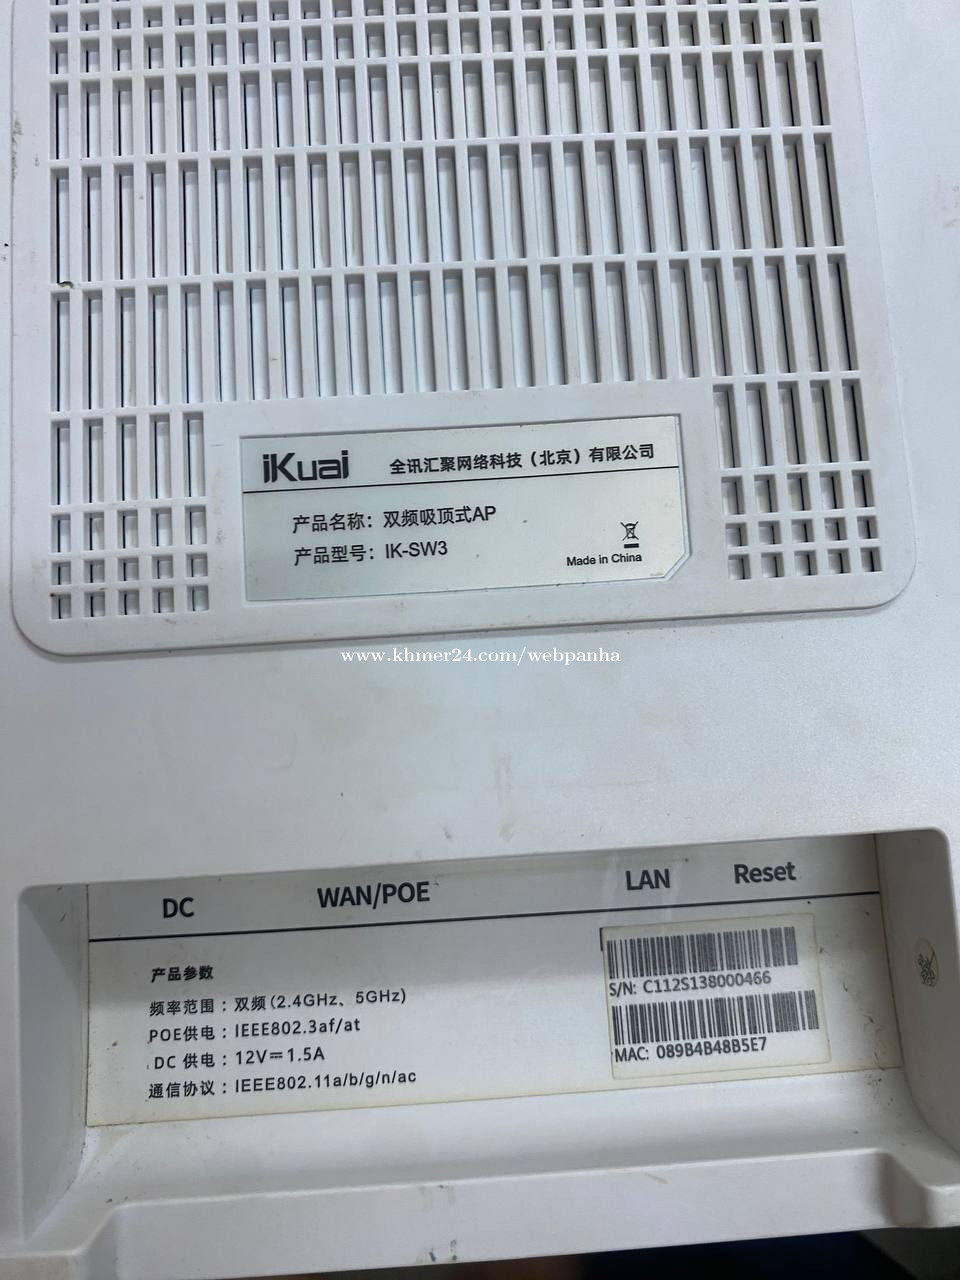 iKuai 全讯汇聚网络科技（北京）有限公司
产品名称：双频吸顶式AP
产品型号：IK-SW3
Made in China
www.khmer24.com/webpanha
DC WAN/POE LAN Reset
产品参数
频率范围：双频(2.4GHz、5GHz)
POE供电：IEEE802.3af/at
DC 供电：12V⎓1.5A
通信协议：IEEE802.11a/b/g/n/ac
S/N: C112S138000466
MAC: 089B4B48B5E7